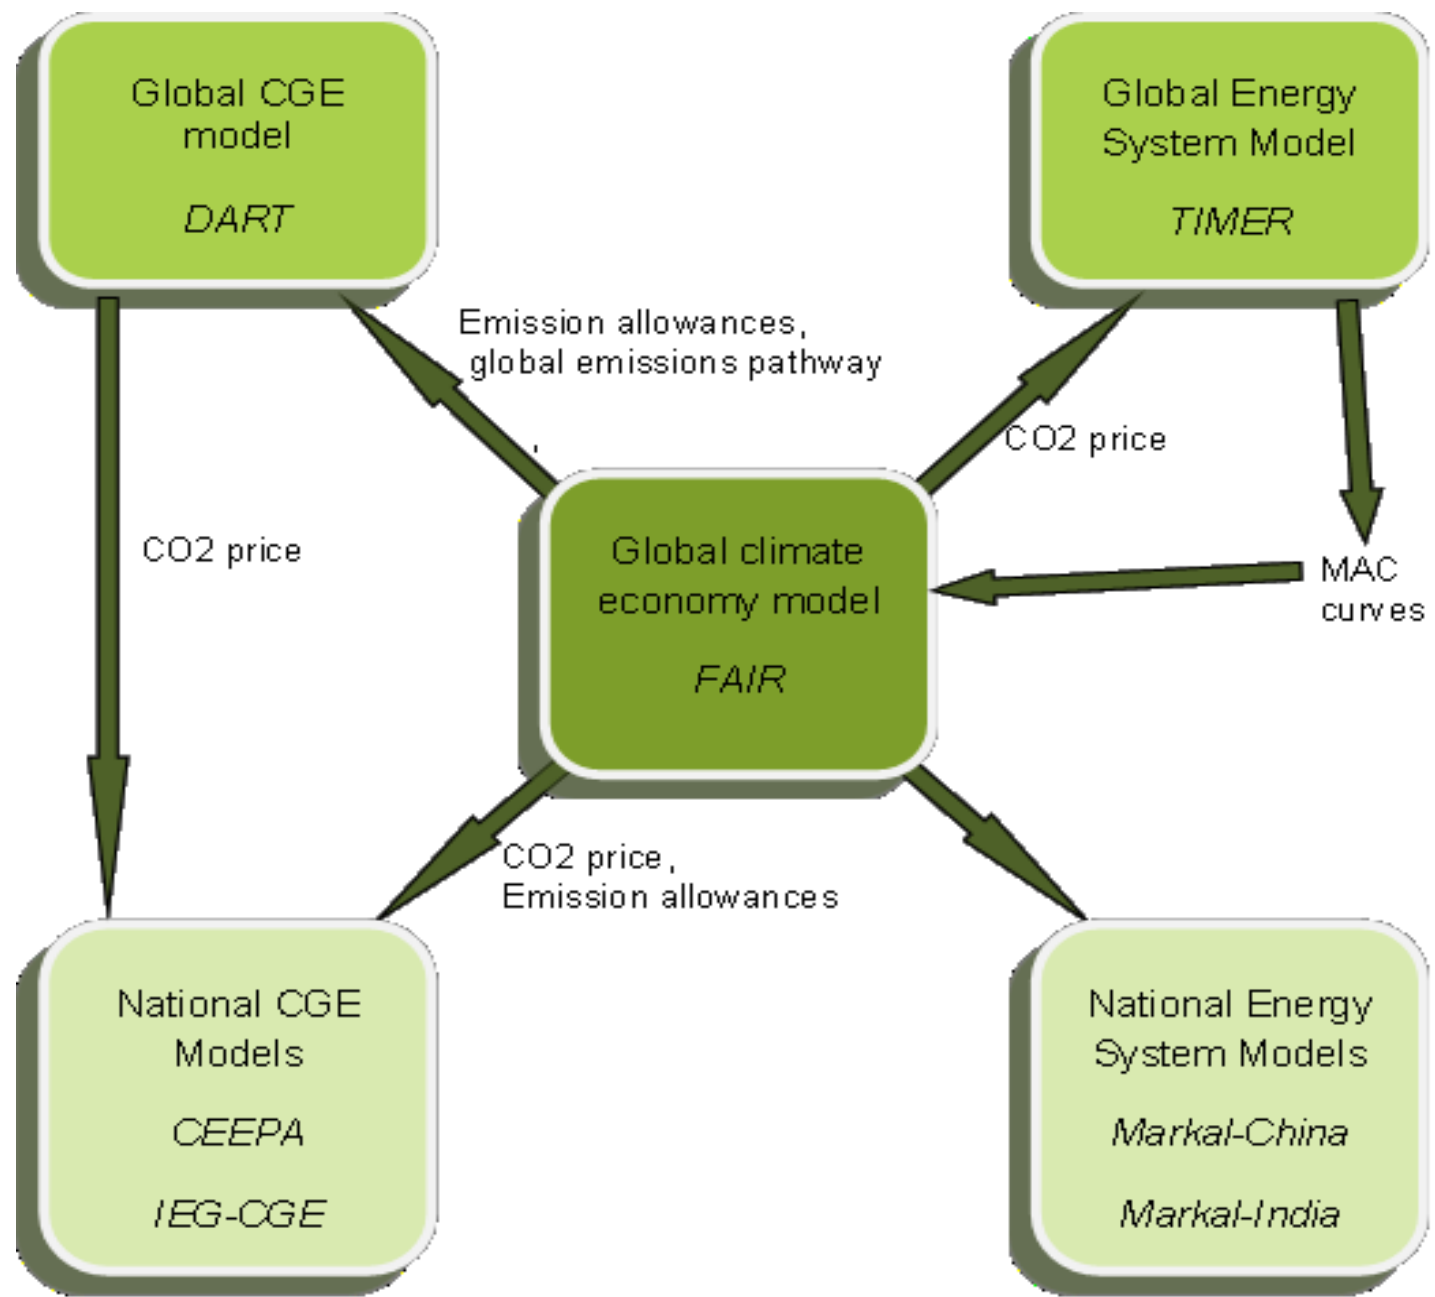 Global CGE
model
DART
Global Energy
System Model
TIMER
Emission allowances,
global emissions pathway
,
CO2 price
CO2 price
MAC
curves
Global climate
economy model
FAIR
CO2 price,
Emission allowances
National CGE
Models
CEEPA
IEG-CGE
National Energy
System Models
Markal-China
Markal-India